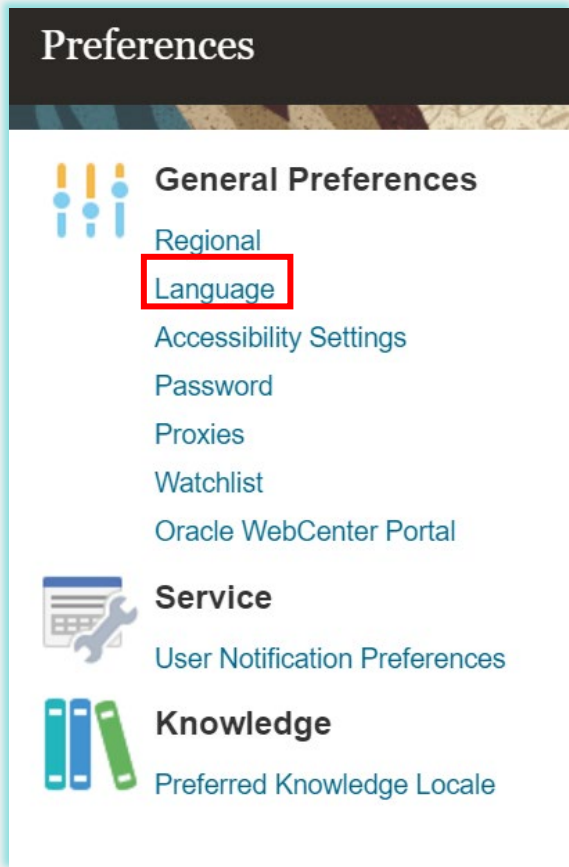 Preferences
General Preferences
Regional
Language
Accessibility Settings
Password
Proxies
Watchlist
Oracle WebCenter Portal
Service
User Notification Preferences
Knowledge
Preferred Knowledge Locale